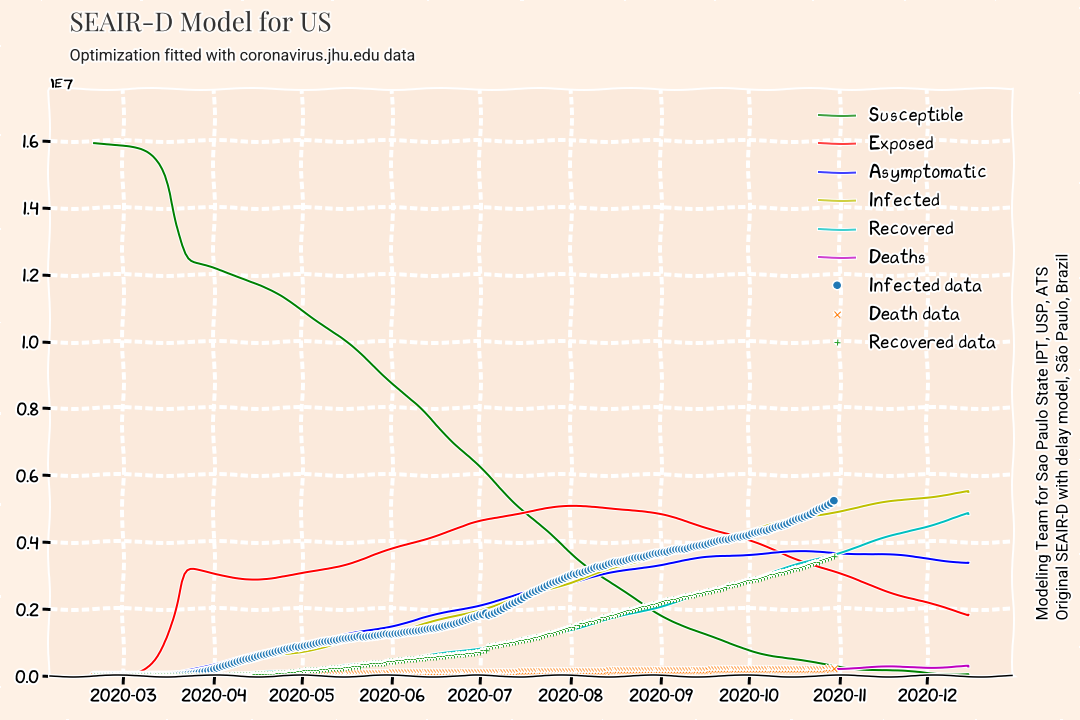 SEAIR-D Model for US
Optimization fitted with coronavirus.jhu.edu data
1E7
Susceptible
Exposed
Asymptomatic
Infected
Recovered
Deaths
Infected data
Death data
Recovered data
1.6
1.4
1.2
1.0
0.8
0.6
0.4
0.2
0.0
2020-03
2020-04
2020-05
2020-06
2020-07
2020-08
2020-09
2020-10
2020-11
2020-12
Modeling Team for Sao Paulo State IPT, USP, ATS
Original SEAIR-D with delay model, São Paulo, Brazil